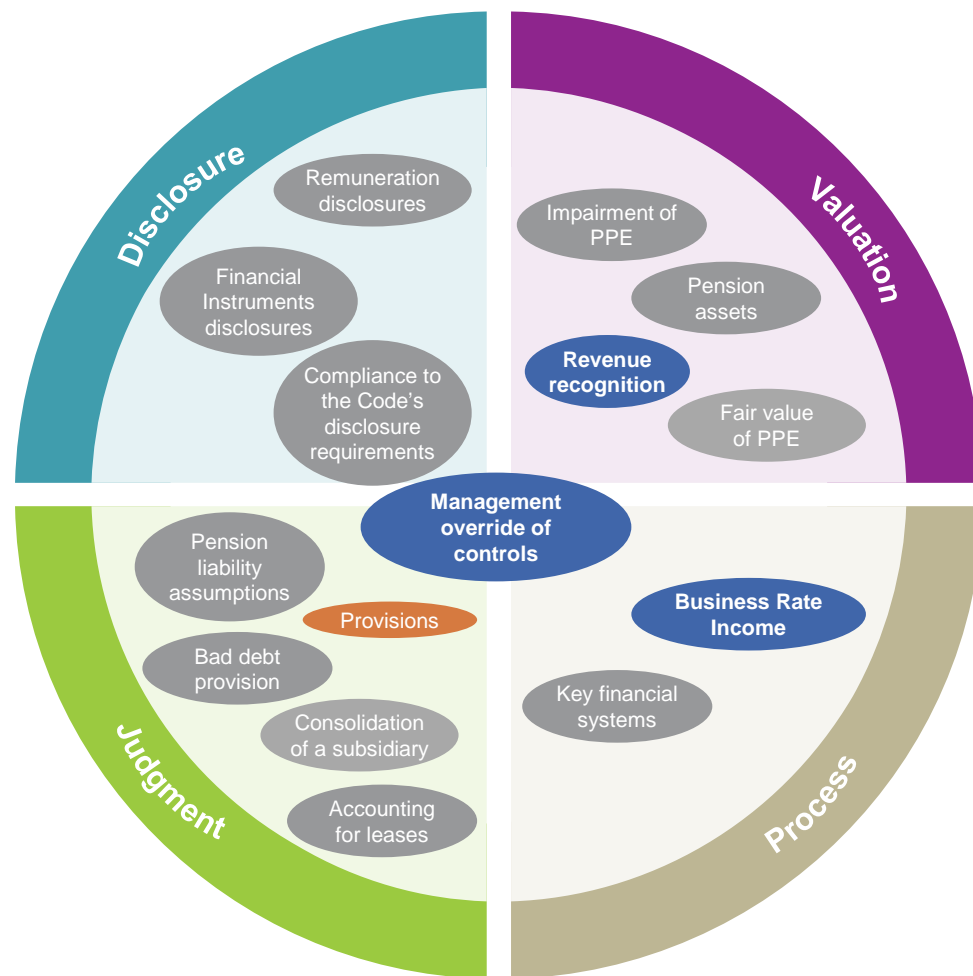 Disclosure
Remuneration
disclosures
Financial
Instruments
disclosures
Compliance to
the Code's
disclosure
requirements
Valuation
Impairment of
PPE
Pension
assets
Revenue
recognition
Fair value
of PPE
Management
override of
controls
Judgment
Pension
liability
assumptions
Provisions
Bad debt
provision
Consolidation
of a subsidiary
Accounting
for leases
Process
Business Rate
Income
Key financial
systems